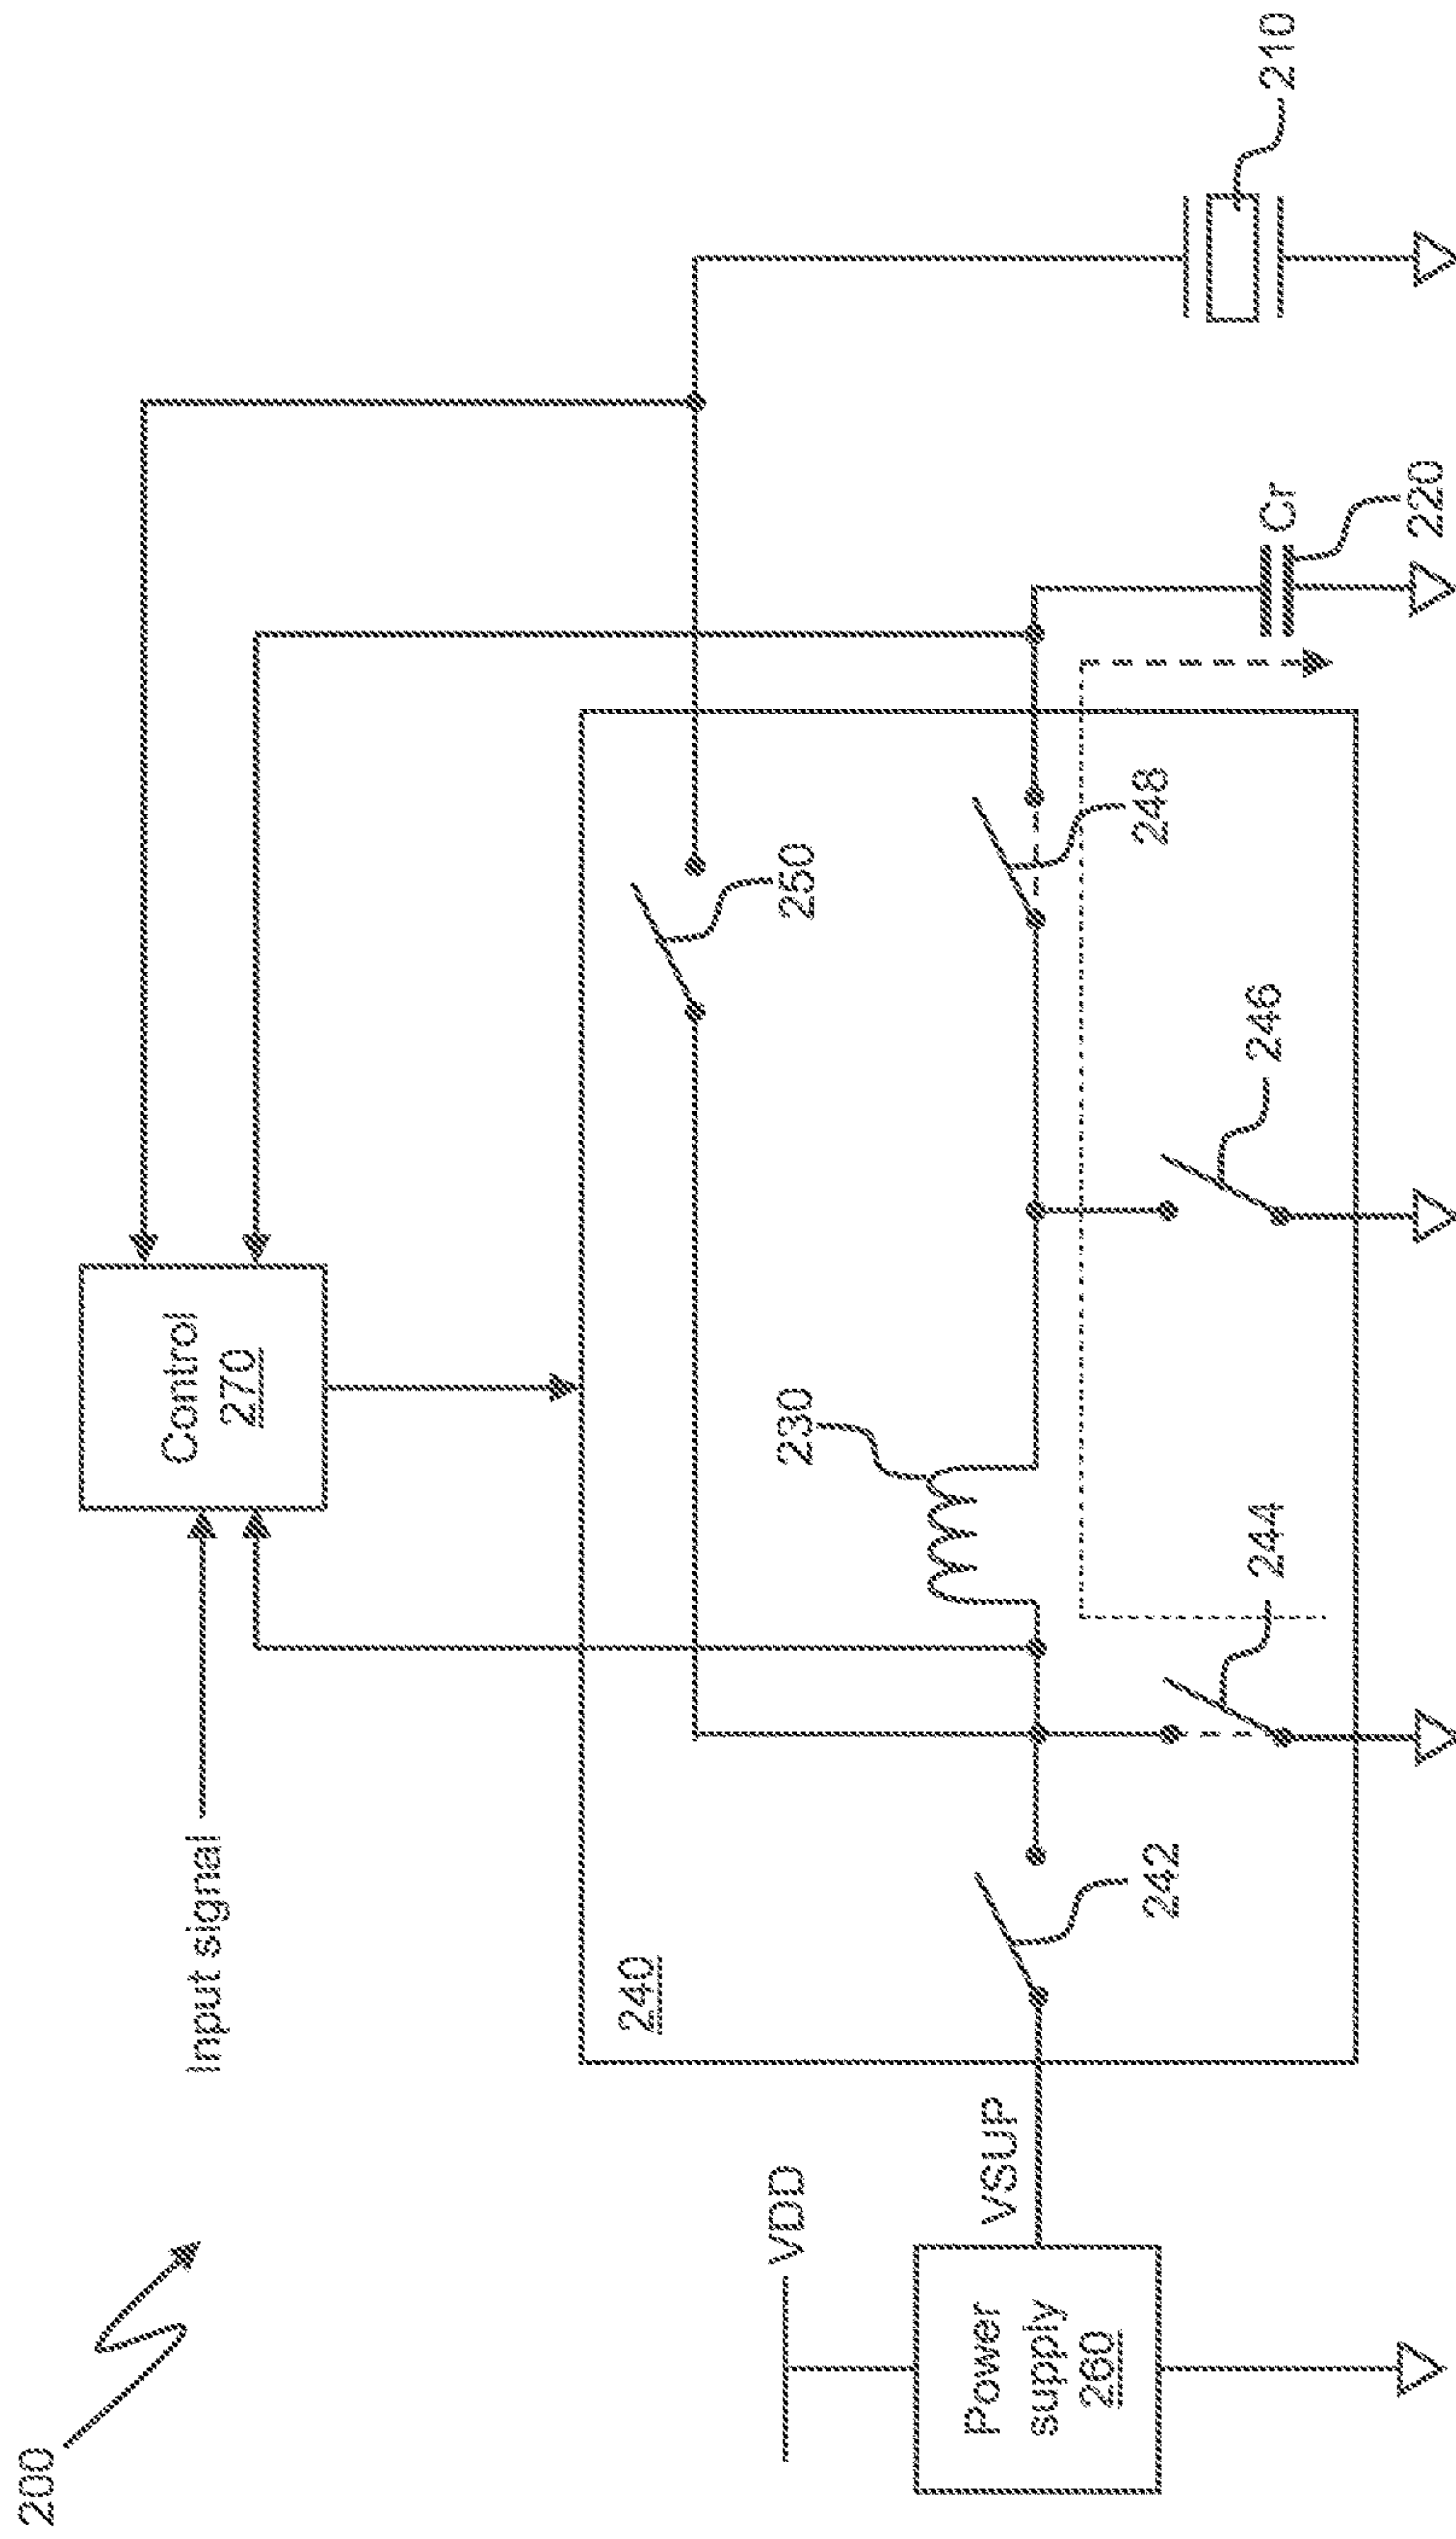 200
Input signal
Control
270
VDD
Power
supply
260
VSUP
240
242
244
230
246
248
250
Cr
220
210